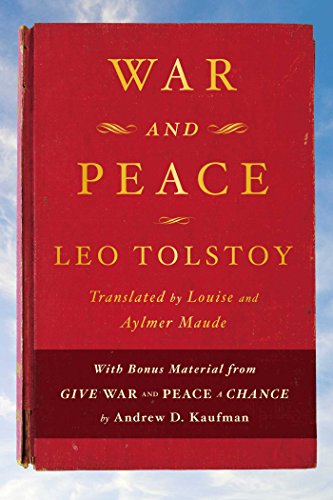 WAR
AND
PEACE
LEO TOLSTOY
Translated by Louise and
Aylmer Maude
With Bonus Material from
GIVE WAR AND PEACE A CHANCE
by Andrew D. Kaufman